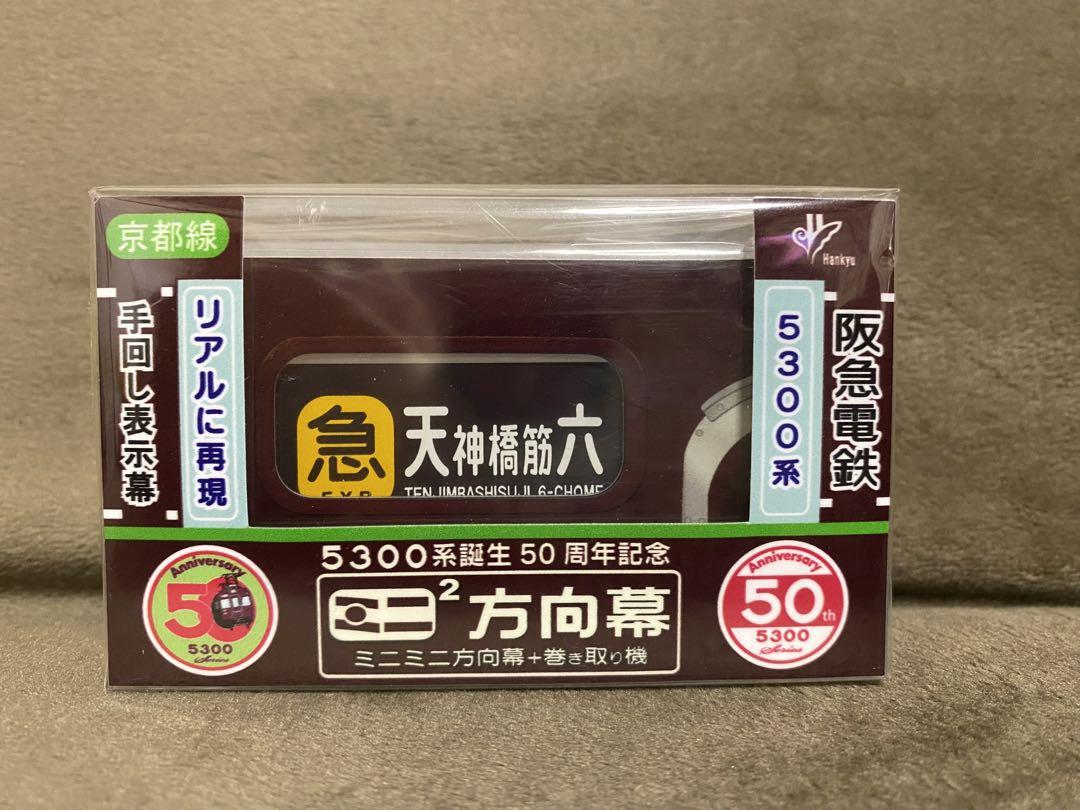 京都線
手回し表示幕
リアルに再現
急
EXP
天神橋筋六
TENJIMBASHISUJI 6-CHOME
Hankyu
5300系
阪急電鉄
5300系誕生50周年記念
Anniversary
50
5300
Series
2
方向幕
ミニミニ方向幕+巻き取り機
Anniversary
50th
5300
Series